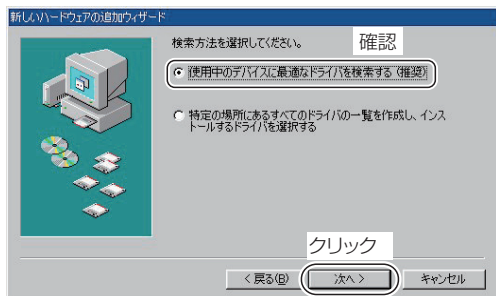 新しいハードウェアの追加ウィザード
検索方法を選択してください。
確認
使用中のデバイスに最適なドライバを検索する (推奨)
特定の場所にあるすべてのドライバの一覧を作成し、インス
トールするドライバを選択する
クリック
< 戻る(B)
次へ >
キャンセル